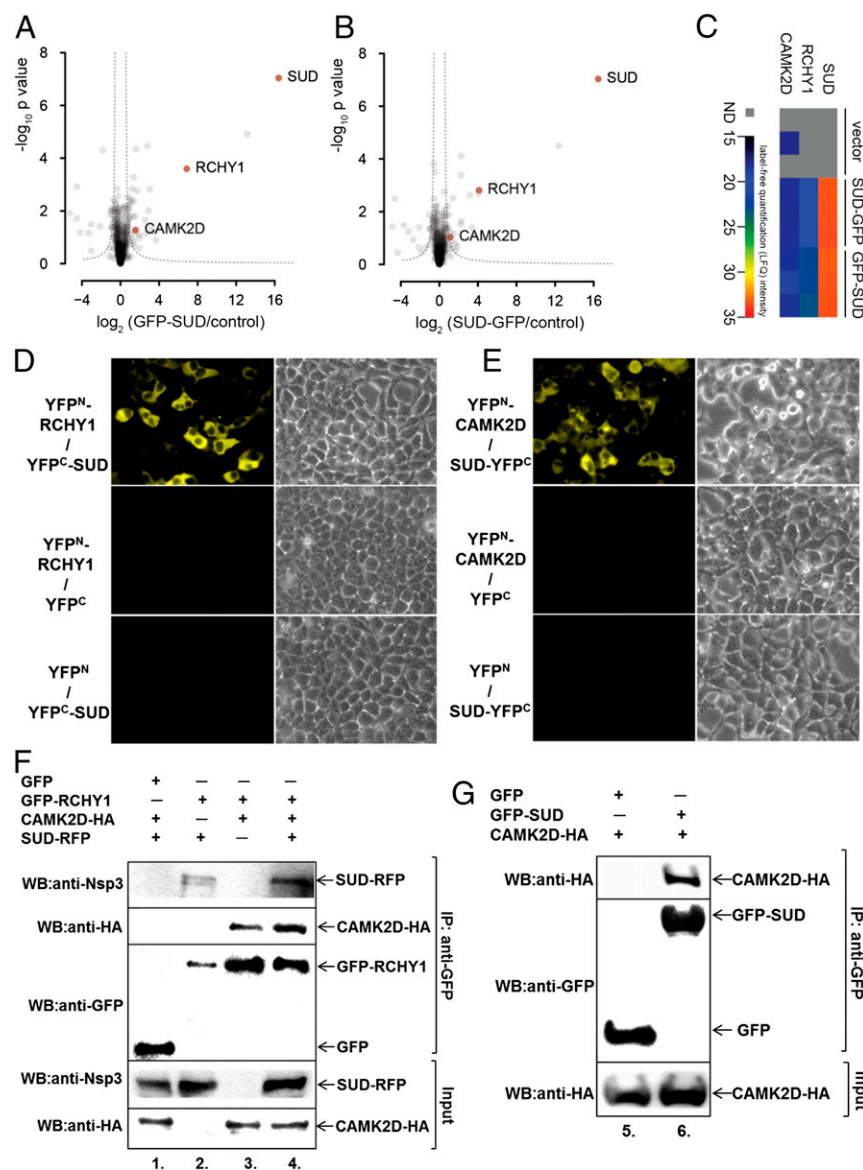 A
8
6
4
2
0
-log10 p value
SUD
RCHY1
CAMK2D
−4 0 4 8 12 16
log2 (GFP-SUD/control)
B
8
6
4
2
0
-log10 p value
SUD
RCHY1
CAMK2D
−4 0 4 8 12 16
log2 (SUD-GFP/control)
C
CAMK2D
RCHY1
SUD
vector
SUD-GFP
GFP-SUD
ND
15 20 25 30 35
label-free quantification (LFQ) intensity
D
YFPN-
RCHY1
/
YFPC-SUD
YFPN-
RCHY1
/
YFPC
YFPN
/
YFPC-SUD
E
YFPN-
CAMK2D
/
SUD-YFPC
YFPN-
CAMK2D
/
YFPC
YFPN
/
SUD-YFPC
F
GFP + — — —
GFP-RCHY1 — + + +
CAMK2D-HA + — + +
SUD-RFP + + — +
WB:anti-Nsp3 SUD-RFP
WB:anti-HA CAMK2D-HA
GFP-RCHY1
WB:anti-GFP
GFP
IP: anti-GFP
WB:anti-Nsp3 SUD-RFP
WB:anti-HA CAMK2D-HA
Input
1. 2. 3. 4.
G
GFP + —
GFP-SUD — +
CAMK2D-HA + +
WB:anti-HA CAMK2D-HA
GFP-SUD
WB:anti-GFP
GFP
IP: anti-GFP
WB:anti-HA CAMK2D-HA
Input
5. 6.